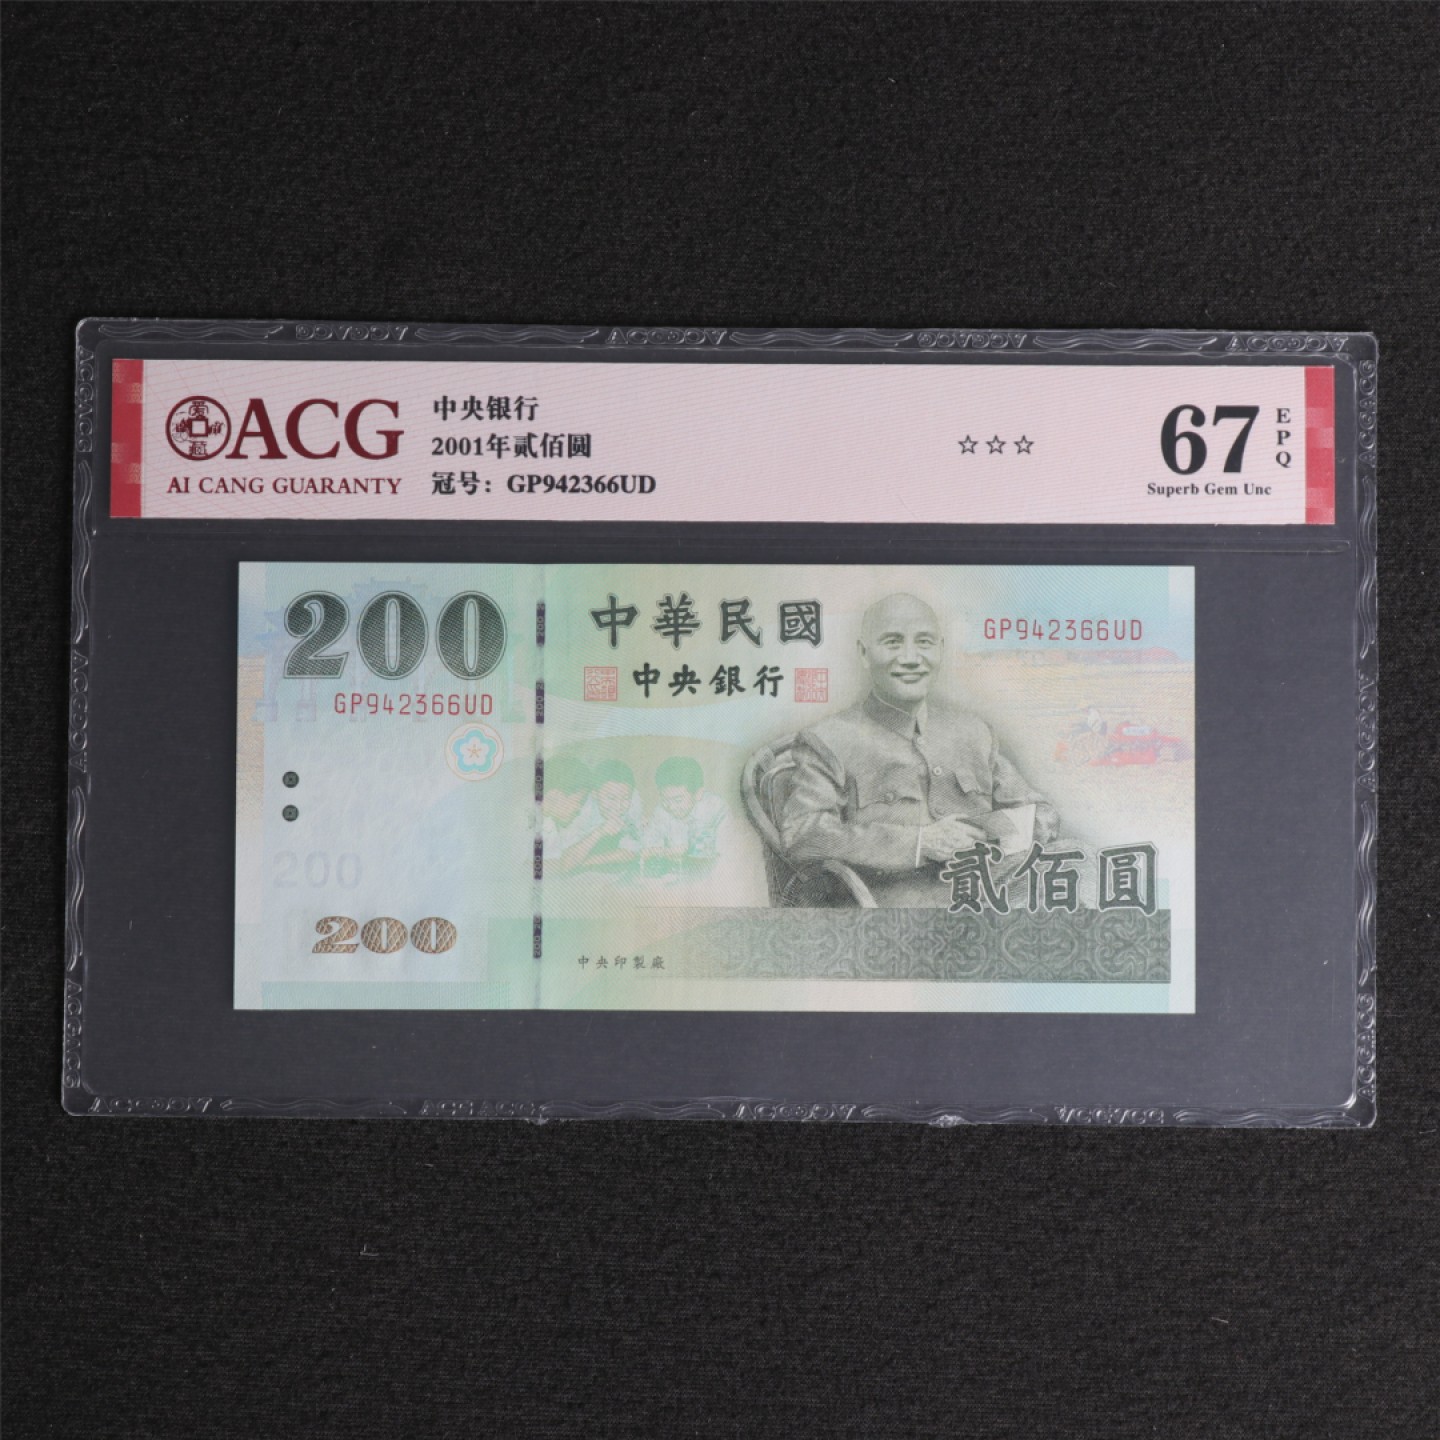 ACG
AI CANG GUARANTY
中央银行
2001年貳佰圆
冠号：GP942366UD
☆☆☆
67
EPQ
Superb Gem Unc
200
中華民國
GP942366UD
中央銀行
GP942366UD
200
貳佰圓
200
中央印製廠